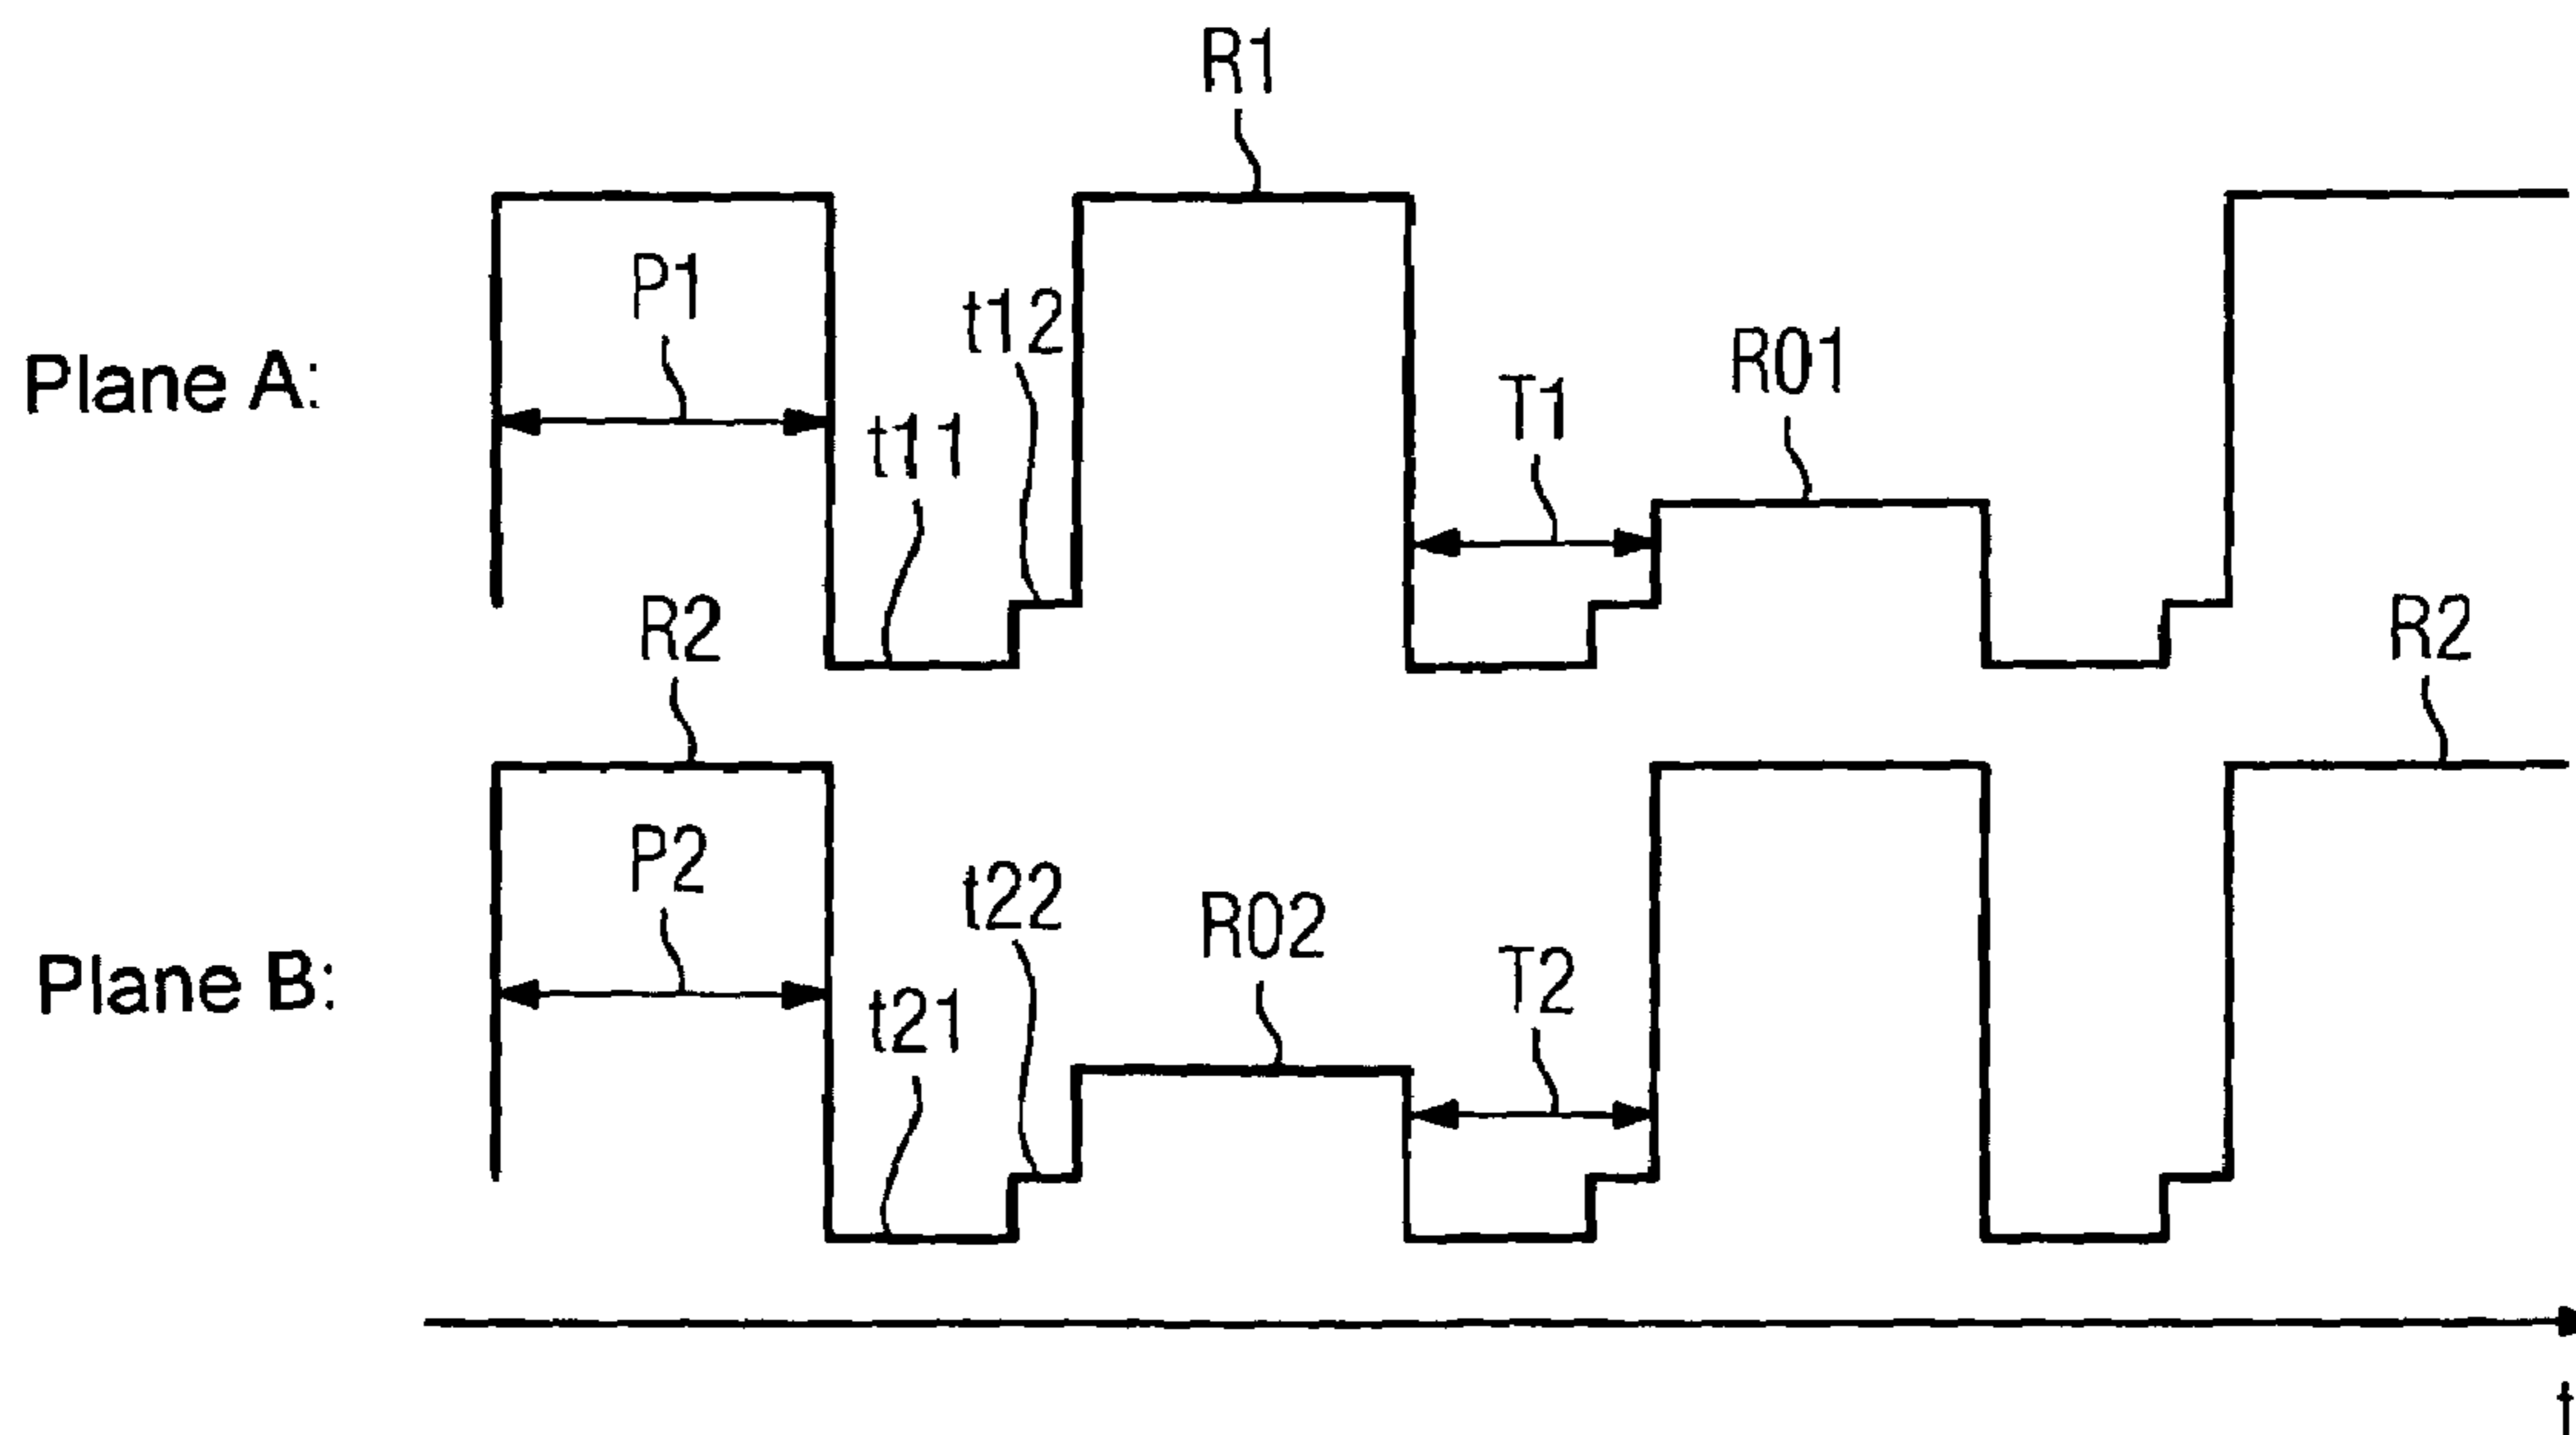 R1
P1
t12
Plane A:
R01
T1
t11
R2
R2
P2
t22
R02
Plane B:
T2
t21
t